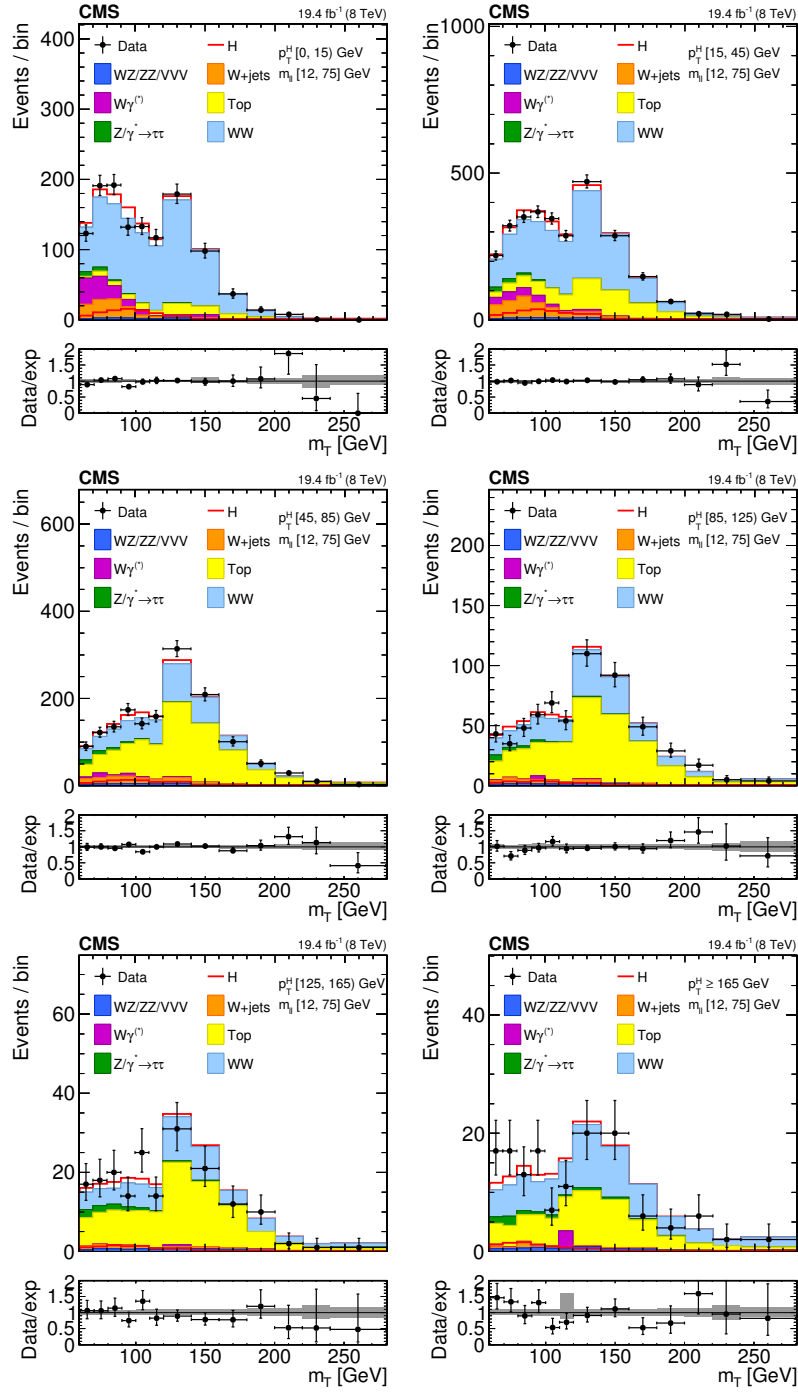 CMS 19.4 fb⁻¹ (8 TeV)
Events / bin
400
300
200
100
0
Data H p_T^H [0, 15) GeV
WZ/ZZ/VVV W+jets m_ll [12, 75] GeV
Wγ^(*) Top
Z/γ^*→ττ WW
Data/exp
2
1.5
1
0.5
0
100 150 200 250
m_T [GeV]
CMS 19.4 fb⁻¹ (8 TeV)
Events / bin
1000
500
0
Data H p_T^H [15, 45) GeV
WZ/ZZ/VVV W+jets m_ll [12, 75] GeV
Wγ^(*) Top
Z/γ^*→ττ WW
Data/exp
2
1.5
1
0.5
0
100 150 200 250
m_T [GeV]
CMS 19.4 fb⁻¹ (8 TeV)
Events / bin
600
400
200
0
Data H p_T^H [45, 85) GeV
WZ/ZZ/VVV W+jets m_ll [12, 75] GeV
Wγ^(*) Top
Z/γ^*→ττ WW
Data/exp
2
1.5
1
0.5
0
100 150 200 250
m_T [GeV]
CMS 19.4 fb⁻¹ (8 TeV)
Events / bin
200
150
100
50
0
Data H p_T^H [85, 125) GeV
WZ/ZZ/VVV W+jets m_ll [12, 75] GeV
Wγ^(*) Top
Z/γ^*→ττ WW
Data/exp
2
1.5
1
0.5
0
100 150 200 250
m_T [GeV]
CMS 19.4 fb⁻¹ (8 TeV)
Events / bin
60
40
20
0
Data H p_T^H [125, 165) GeV
WZ/ZZ/VVV W+jets m_ll [12, 75] GeV
Wγ^(*) Top
Z/γ^*→ττ WW
Data/exp
2
1.5
1
0.5
0
100 150 200 250
m_T [GeV]
CMS 19.4 fb⁻¹ (8 TeV)
Events / bin
40
20
0
Data H p_T^H ≥ 165 GeV
WZ/ZZ/VVV W+jets m_ll [12, 75] GeV
Wγ^(*) Top
Z/γ^*→ττ WW
Data/exp
2
1.5
1
0.5
0
100 150 200 250
m_T [GeV]